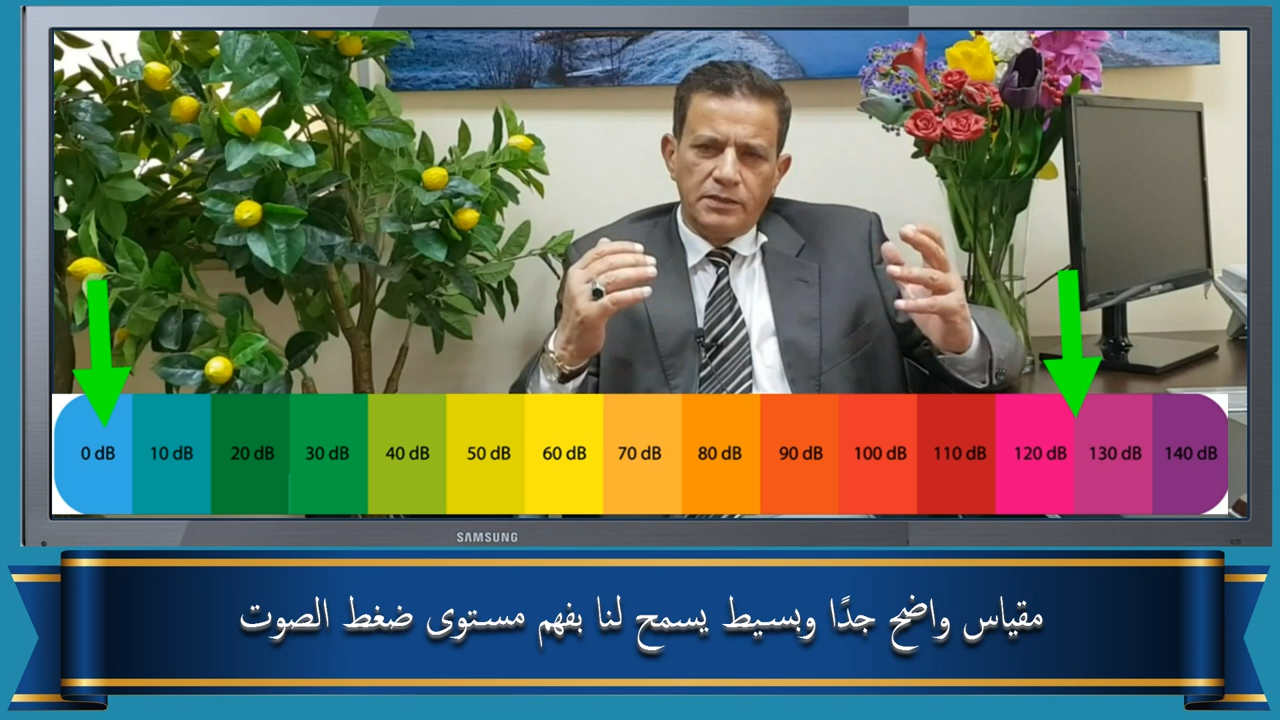 0 dB 10 dB 20 dB 30 dB 40 dB 50 dB 60 dB 70 dB 80 dB 90 dB 100 dB 110 dB 120 dB 130 dB 140 dB
SAMSUNG
مقياس واضح جدًا وبسيط يسمح لنا بفهم مستوى ضغط الصوت